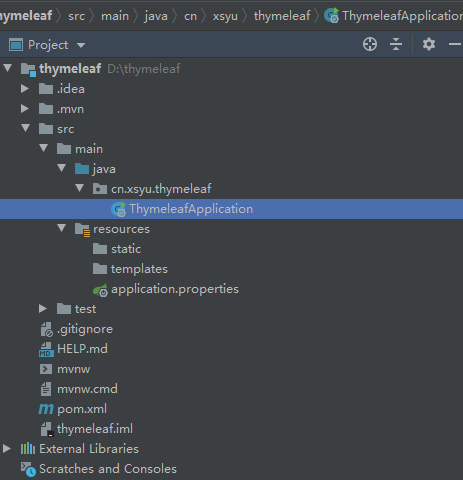 hymeleaf src main java cn xsyu thymeleaf ThymeleafApplication
Project
thymeleaf D:\thymeleaf
.idea
.mvn
src
main
java
cn.xsyu.thymeleaf
ThymeleafApplication
resources
static
templates
application.properties
test
.gitignore
HELP.md
mvnw
mvnw.cmd
pom.xml
thymeleaf.iml
External Libraries
Scratches and Consoles